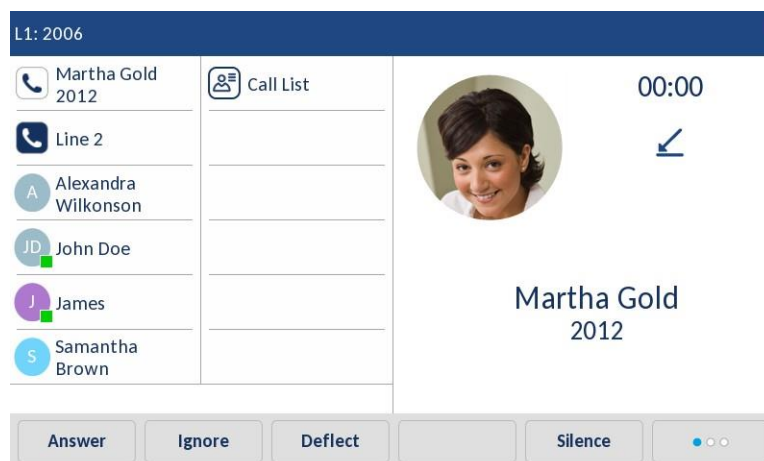 L1: 2006
Martha Gold
2012
Line 2
A
Alexandra
Wilkonson
JD
John Doe
J
James
S
Samantha
Brown
Call List
00:00
Martha Gold
2012
Answer
Ignore
Deflect
Silence